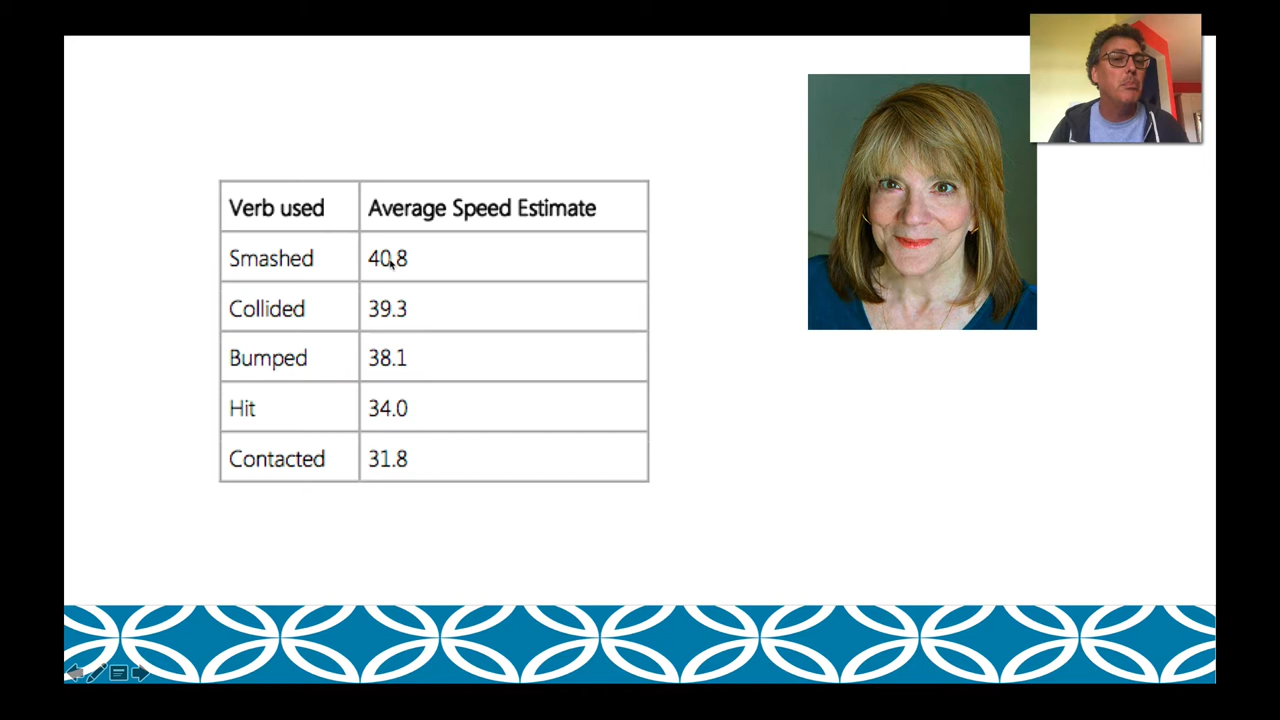 Verb used Average Speed Estimate
Smashed 40.8
Collided 39.3
Bumped 38.1
Hit 34.0
Contacted 31.8